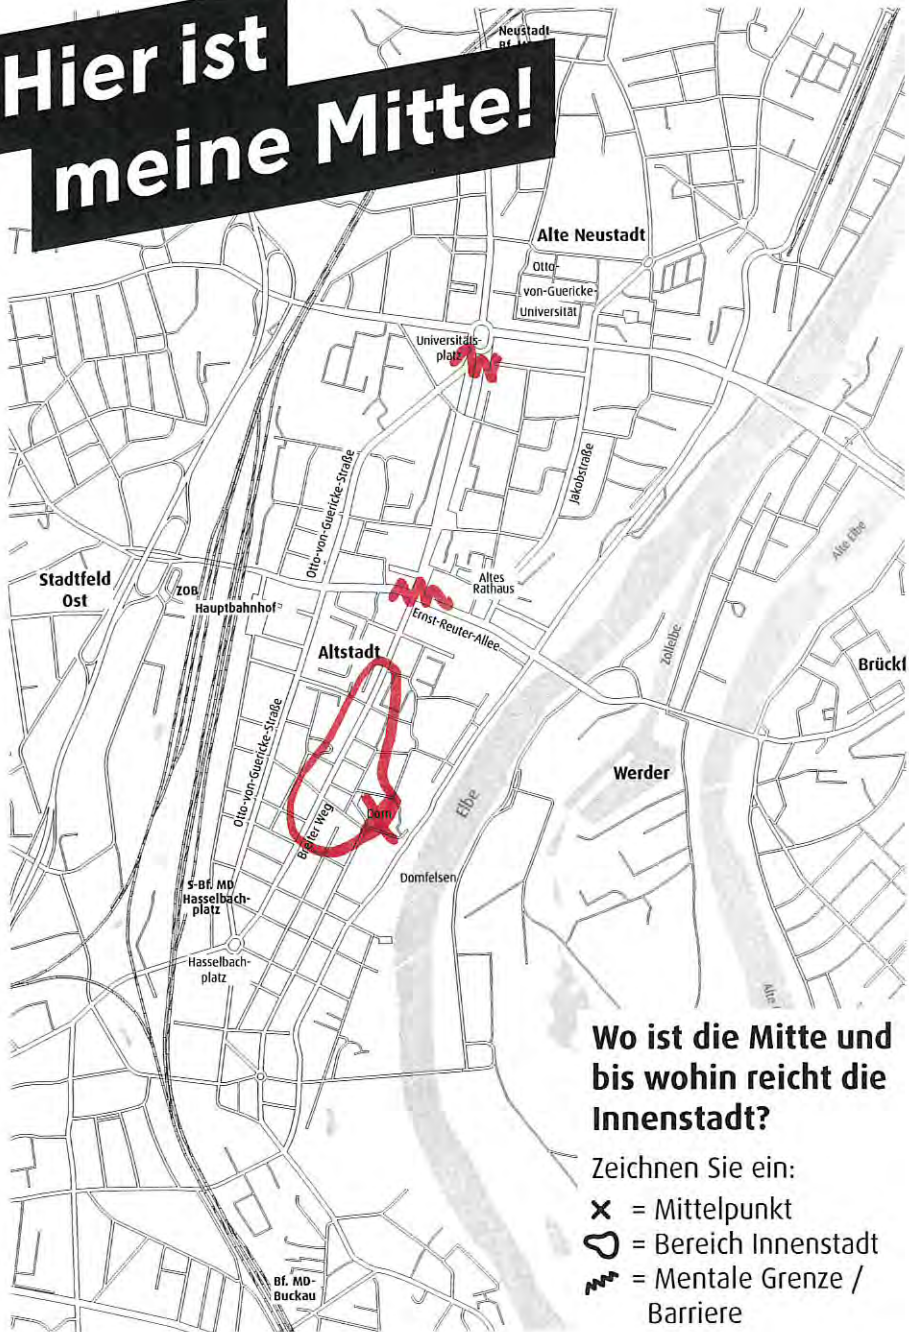 Hier ist
meine Mitte!
Neustadt
Alte Neustadt
Otto-
von-Guericke-
Universität
Universitäts-
platz
Otto-von-Guericke-Straße
Jakobstraße
Alte Elbe
Stadtfeld
Ost
ZOB
Hauptbahnhof
Altes
Rathaus
Ernst-Reuter-Allee
Zollelbe
Altstadt
Brückf
Otto-von-Guericke-Straße
Werder
Elbe
Dom
Breiter Weg
Domfelsen
S-Bf. MD
Hasselbach-
platz
Hasselbach-
platz
Alte
Wo ist die Mitte und
bis wohin reicht die
Innenstadt?
Zeichnen Sie ein:
x = Mittelpunkt
= Bereich Innenstadt
= Mentale Grenze /
Barriere
Bf. MD-
Buckau